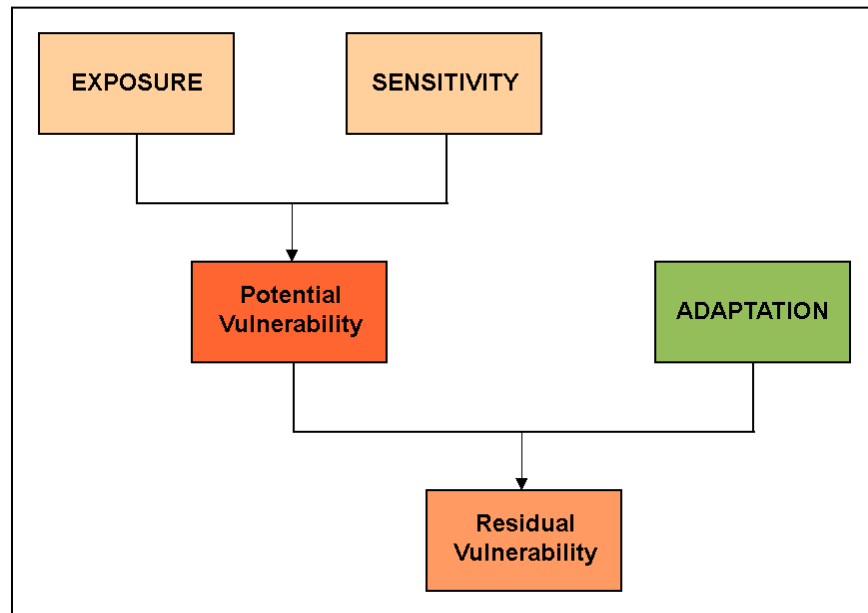 EXPOSURE
SENSITIVITY
Potential
Vulnerability
ADAPTATION
Residual
Vulnerability